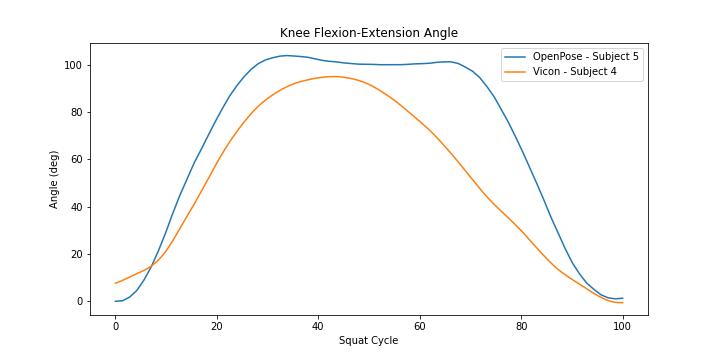 Knee Flexion-Extension Angle
OpenPose - Subject 5
Vicon - Subject 4
Angle (deg)
100
80
60
40
20
0
0 20 40 60 80 100
Squat Cycle